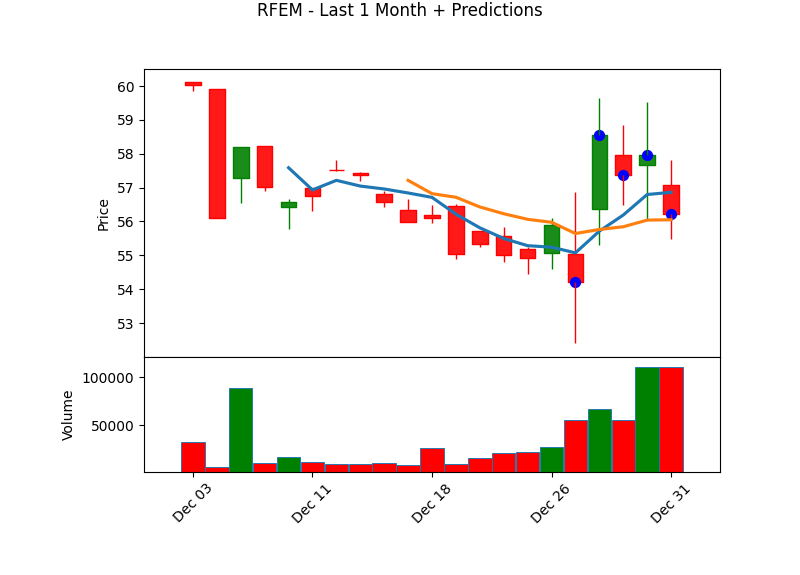 RFEM - Last 1 Month + Predictions
Price
60
59
58
57
56
55
54
53
Volume
100000
50000
Dec 03
Dec 11
Dec 18
Dec 26
Dec 31